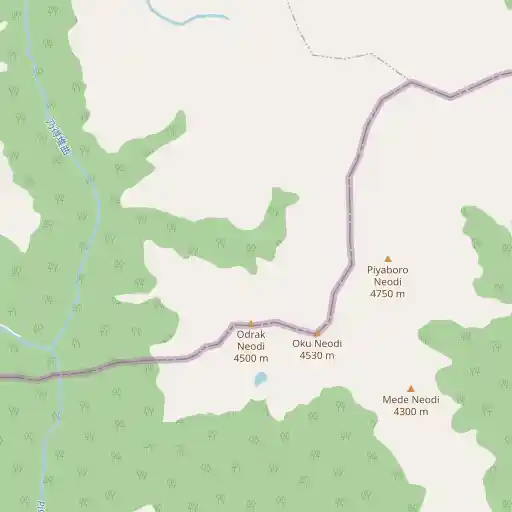 Piyaboro
Neodi
4750 m
Odrak
Neodi
4500 m
Oku Neodi
4530 m
Mede Neodi
4300 m